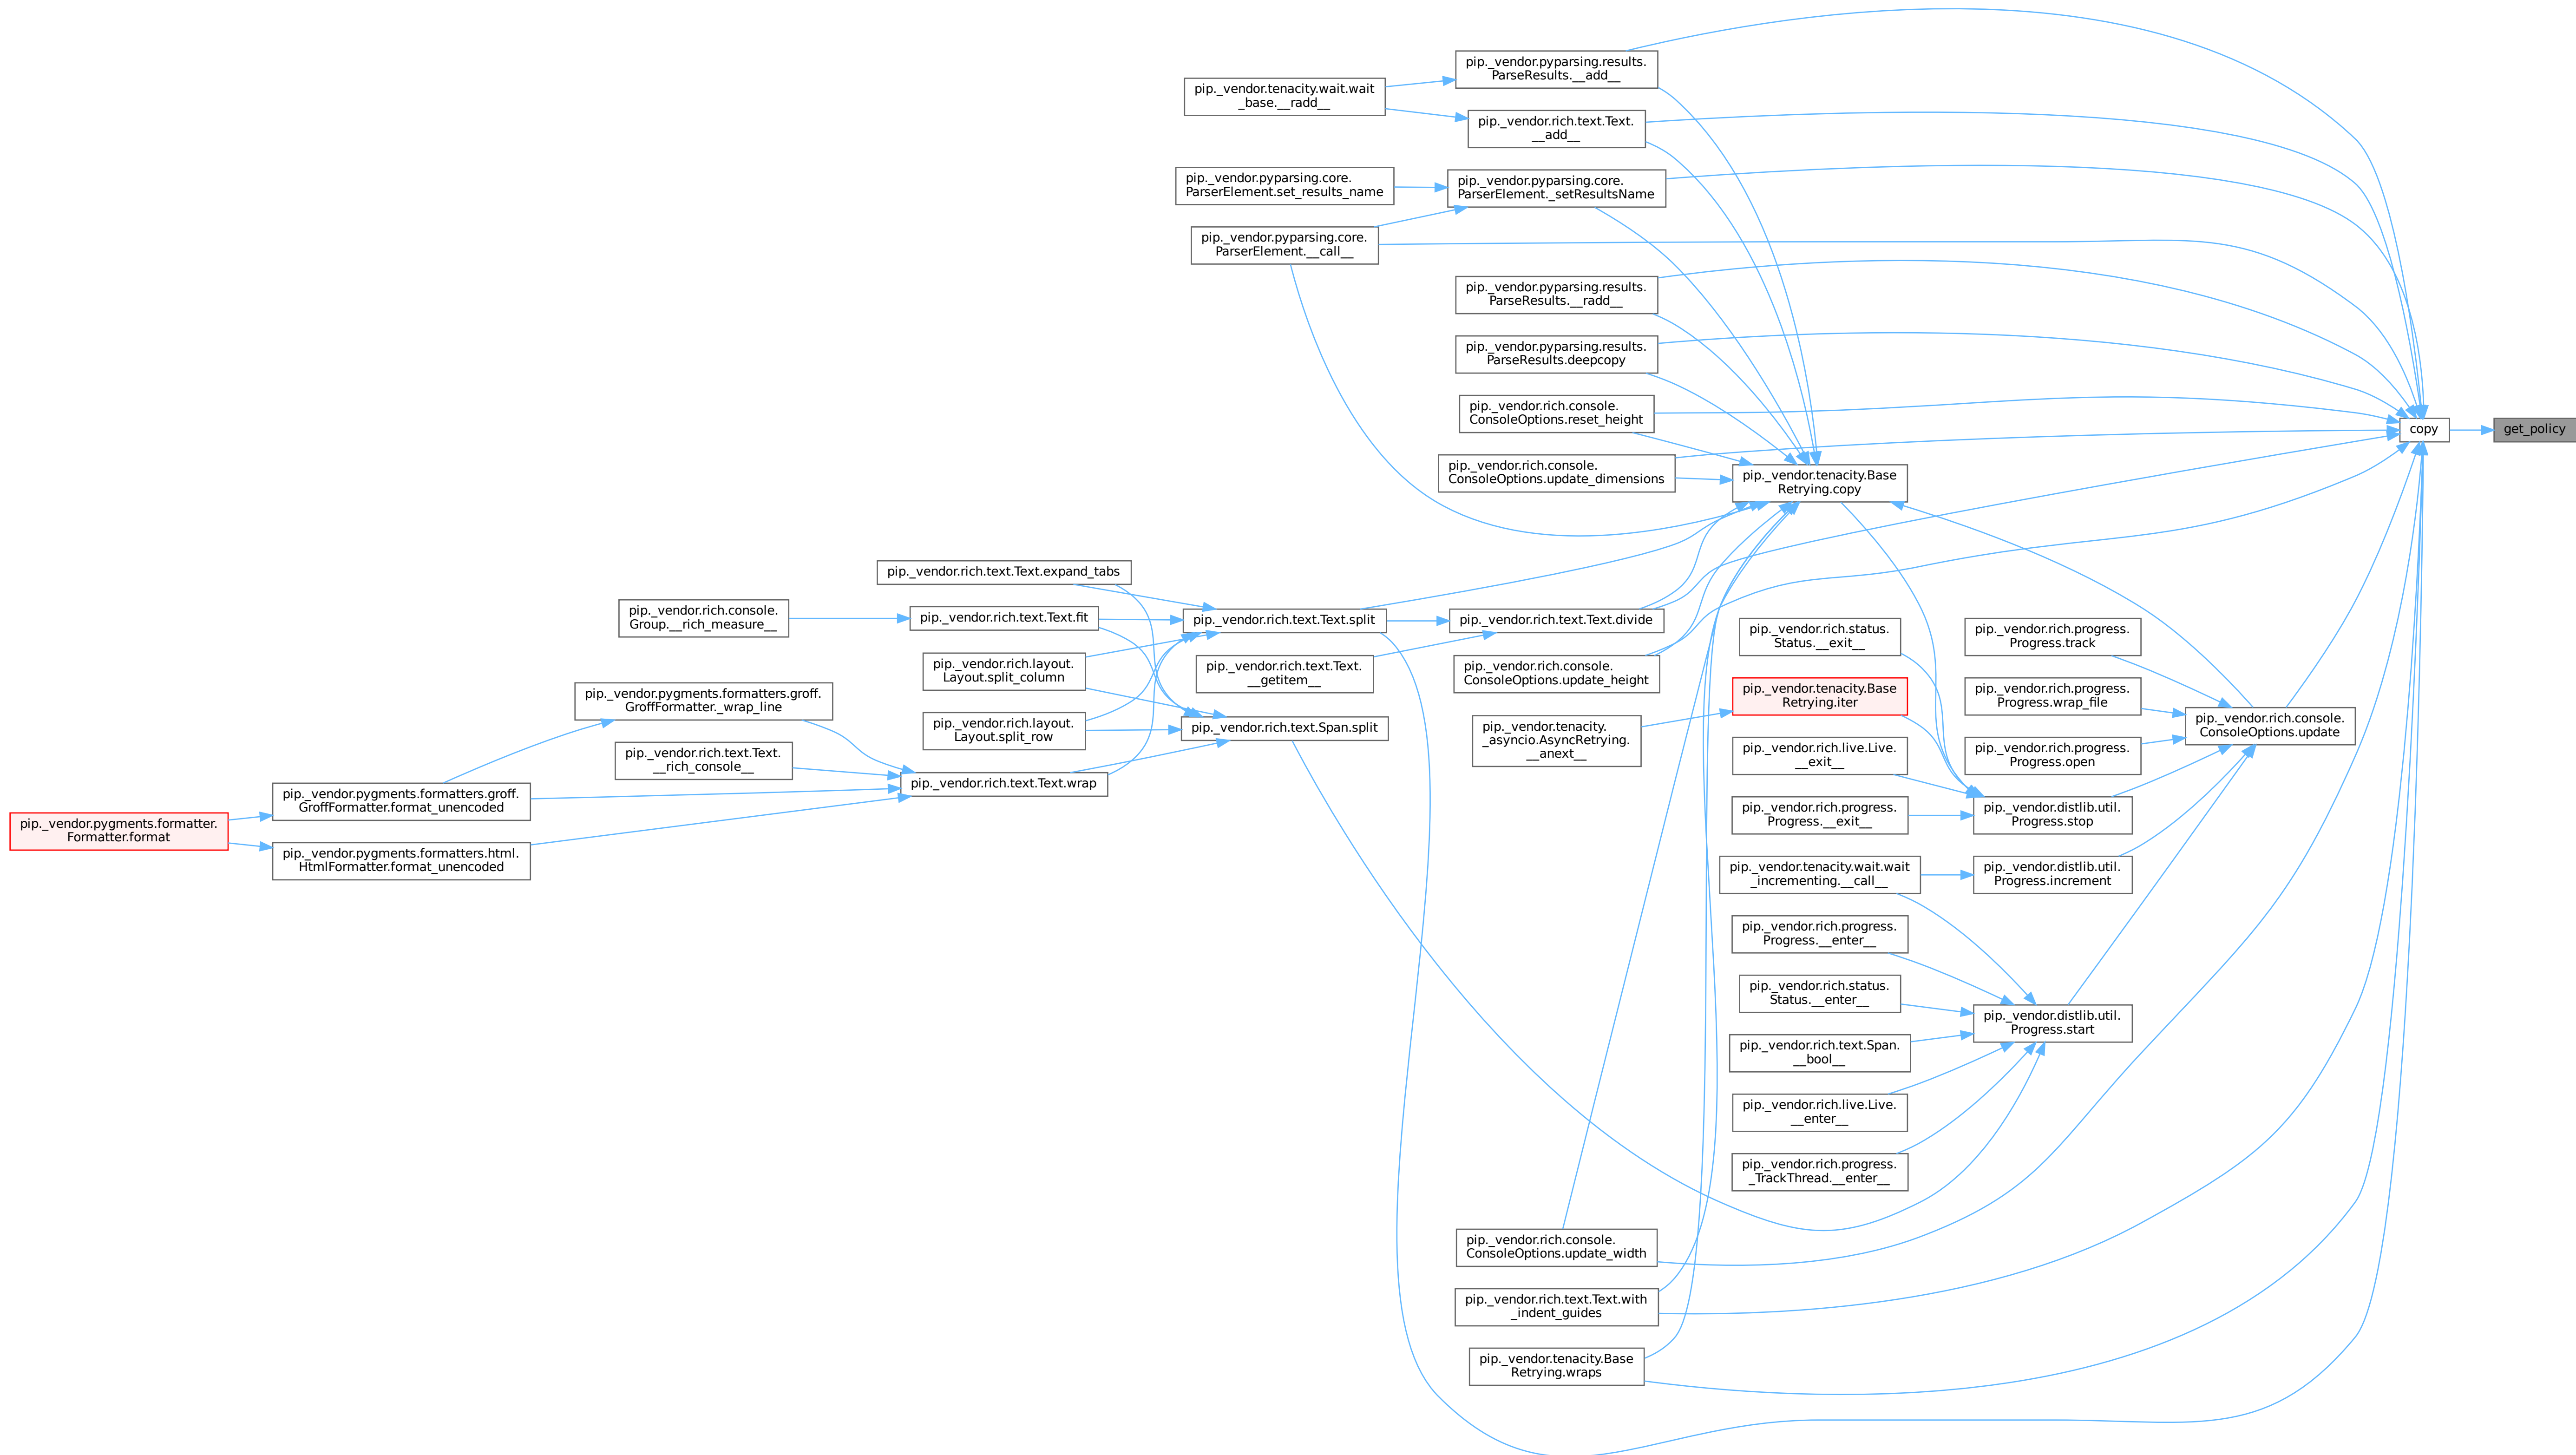 pip._vendor.pyparsing.results.
ParseResults.__add__
pip._vendor.tenacity.wait.wait
_base.__radd__
pip._vendor.rich.text.Text.
__add__
pip._vendor.pyparsing.core.
ParserElement.set_results_name
pip._vendor.pyparsing.core.
ParserElement._setResultsName
pip._vendor.pyparsing.core.
ParserElement.__call__
pip._vendor.pyparsing.results.
ParseResults.__radd__
pip._vendor.pyparsing.results.
ParseResults.deepcopy
pip._vendor.rich.console.
ConsoleOptions.reset_height
copy
get_policy
pip._vendor.rich.console.
ConsoleOptions.update_dimensions
pip._vendor.tenacity.Base
Retrying.copy
pip._vendor.rich.text.Text.expand_tabs
pip._vendor.rich.console.
Group.__rich_measure__
pip._vendor.rich.text.Text.fit
pip._vendor.rich.text.Text.split
pip._vendor.rich.text.Text.divide
pip._vendor.rich.status.
Status.__exit__
pip._vendor.rich.progress.
Progress.track
pip._vendor.rich.layout.
Layout.split_column
pip._vendor.rich.text.Text.
__getitem__
pip._vendor.rich.console.
ConsoleOptions.update_height
pip._vendor.tenacity.Base
Retrying.iter
pip._vendor.rich.progress.
Progress.wrap_file
pip._vendor.pygments.formatters.groff.
GroffFormatter._wrap_line
pip._vendor.rich.layout.
Layout.split_row
pip._vendor.rich.text.Span.split
pip._vendor.tenacity.
_asyncio.AsyncRetrying.
__anext__
pip._vendor.rich.console.
ConsoleOptions.update
pip._vendor.rich.text.Text.
__rich_console__
pip._vendor.rich.live.Live.
__exit__
pip._vendor.rich.progress.
Progress.open
pip._vendor.rich.text.Text.wrap
pip._vendor.pygments.formatters.groff.
GroffFormatter.format_unencoded
pip._vendor.rich.progress.
Progress.__exit__
pip._vendor.distlib.util.
Progress.stop
pip._vendor.pygments.formatter.
Formatter.format
pip._vendor.pygments.formatters.html.
HtmlFormatter.format_unencoded
pip._vendor.tenacity.wait.wait
_incrementing.__call__
pip._vendor.distlib.util.
Progress.increment
pip._vendor.rich.progress.
Progress.__enter__
pip._vendor.rich.status.
Status.__enter__
pip._vendor.distlib.util.
Progress.start
pip._vendor.rich.text.Span.
__bool__
pip._vendor.rich.live.Live.
__enter__
pip._vendor.rich.progress.
_TrackThread.__enter__
pip._vendor.rich.console.
ConsoleOptions.update_width
pip._vendor.rich.text.Text.with
_indent_guides
pip._vendor.tenacity.Base
Retrying.wraps